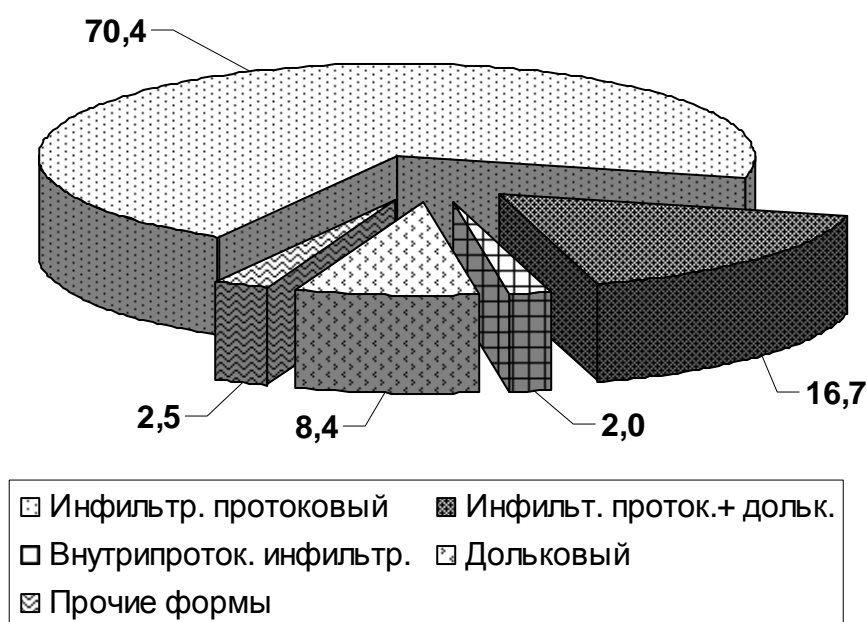 70,4
16,7
2,5
8,4
2,0
Инфильтр. протоковый
Инфильт. проток.+ дольк.
Внутрипроток. инфильтр.
Дольковый
Прочие формы